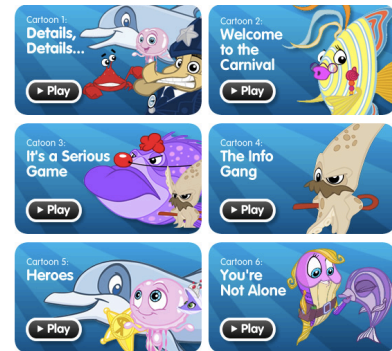 Cartoon 1:
Details,
Details...
Play
Cartoon 2:
Welcome
to the
Carnival
Play
Catoon 3:
It's a Serious
Game
Play
Cartoon 4:
The Info
Gang
Play
Cartoon 5:
Heroes
Play
Cartoon 6:
You're
Not Alone
Play